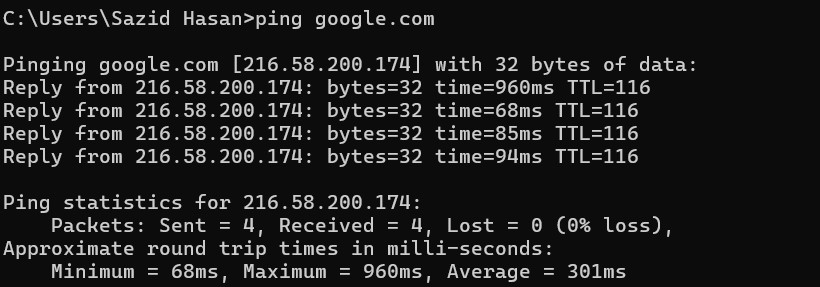 C:\Users\Sazid Hasan>ping google.com
Pinging google.com [216.58.200.174] with 32 bytes of data:
Reply from 216.58.200.174: bytes=32 time=960ms TTL=116
Reply from 216.58.200.174: bytes=32 time=68ms TTL=116
Reply from 216.58.200.174: bytes=32 time=85ms TTL=116
Reply from 216.58.200.174: bytes=32 time=94ms TTL=116
Ping statistics for 216.58.200.174:
Packets: Sent = 4, Received = 4, Lost = 0 (0% loss),
Approximate round trip times in milli-seconds:
Minimum = 68ms, Maximum = 960ms, Average = 301ms